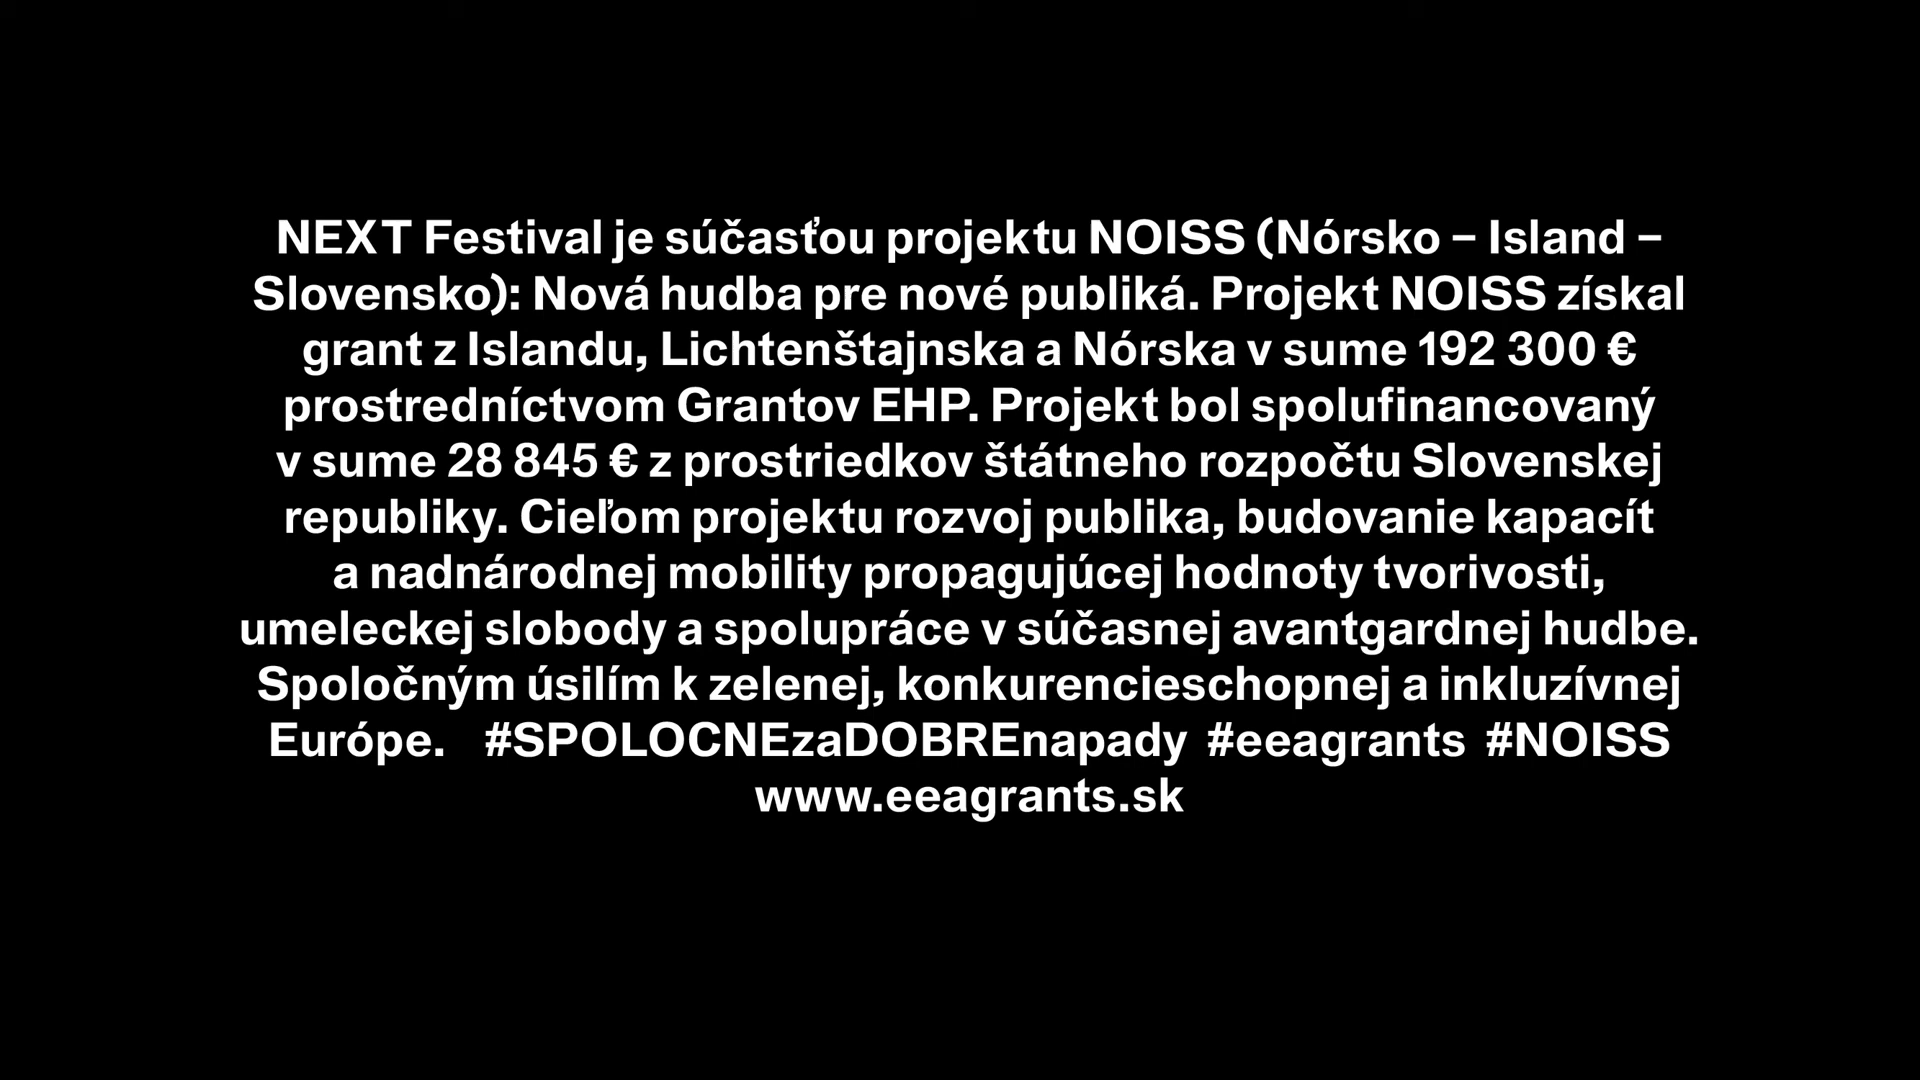 NEXT Festival je súčasťou projektu NOISS (Nórsko – Island –
Slovensko): Nová hudba pre nové publiká. Projekt NOISS získal
grant z Islandu, Lichtenštajnska a Nórska v sume 192 300 €
prostredníctvom Grantov EHP. Projekt bol spolufinancovaný
v sume 28 845 € z prostriedkov štátneho rozpočtu Slovenskej
republiky. Cieľom projektu rozvoj publika, budovanie kapacít
a nadnárodnej mobility propagujúcej hodnoty tvorivosti,
umeleckej slobody a spolupráce v súčasnej avantgardnej hudbe.
Spoločným úsilím k zelenej, konkurencieschopnej a inkluzívnej
Európe. #SPOLOCNEzaDOBREnapady #eeagrants #NOISS
www.eeagrants.sk